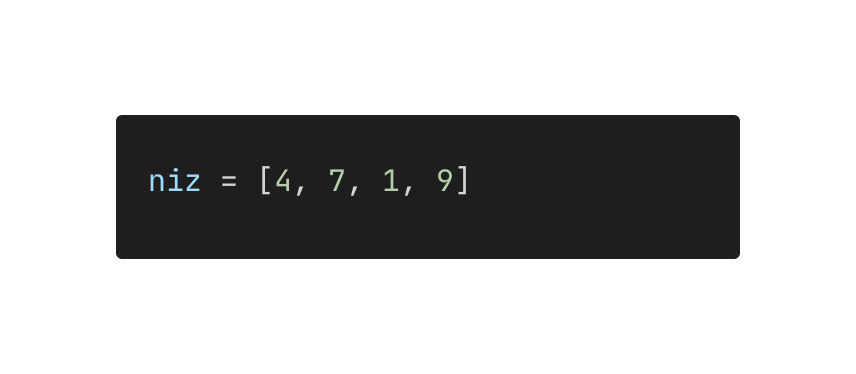 niz = [4, 7, 1, 9]